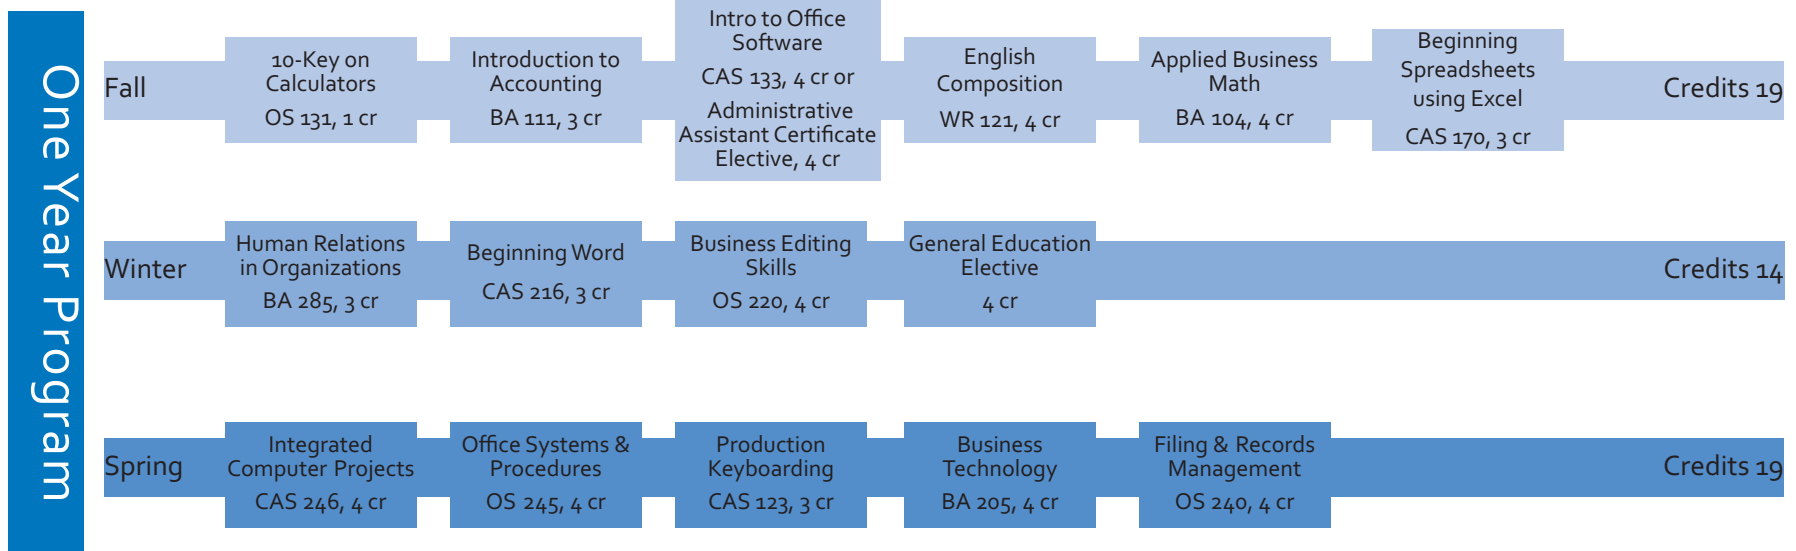 One Year Program
Fall
10-Key on
Calculators
OS 131, 1 cr
Introduction to
Accounting
BA 111, 3 cr
Intro to Office
Software
CAS 133, 4 cr or
Administrative
Assistant Certificate
Elective, 4 cr
English
Composition
WR 121, 4 cr
Applied Business
Math
BA 104, 4 cr
Beginning
Spreadsheets
using Excel
CAS 170, 3 cr
Credits 19
Winter
Human Relations
in Organizations
BA 285, 3 cr
Beginning Word
CAS 216, 3 cr
Business Editing
Skills
OS 220, 4 cr
General Education
Elective
4 cr
Credits 14
Spring
Integrated
Computer Projects
CAS 246, 4 cr
Office Systems &
Procedures
OS 245, 4 cr
Production
Keyboarding
CAS 123, 3 cr
Business
Technology
BA 205, 4 cr
Filing & Records
Management
OS 240, 4 cr
Credits 19